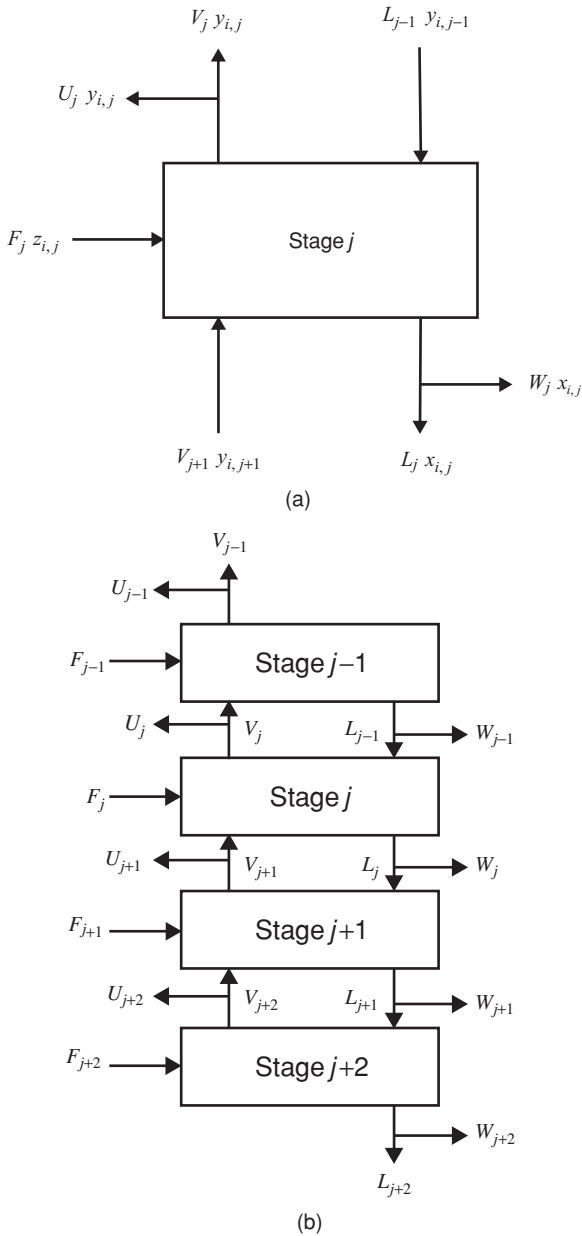 V_j y_{i,j}
L_{j−1} y_{i,j−1}
U_j y_{i,j}
F_j z_{i,j}
Stage j
W_j x_{i,j}
V_{j+1} y_{i,j+1}
L_j x_{i,j}
(a)
V_{j−1}
U_{j−1}
F_{j−1}
Stage j−1
U_j
V_j
L_{j−1}
W_{j−1}
F_j
Stage j
U_{j+1}
V_{j+1}
L_j
W_j
F_{j+1}
Stage j+1
U_{j+2}
V_{j+2}
L_{j+1}
W_{j+1}
F_{j+2}
Stage j+2
W_{j+2}
L_{j+2}
(b)